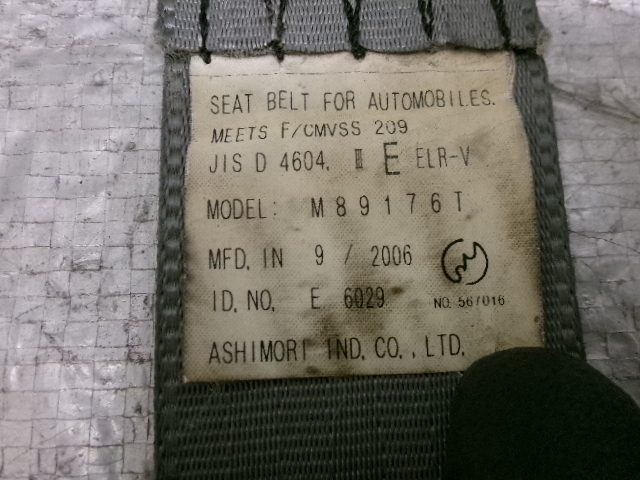 SEAT BELT FOR AUTOMOBILES.
MEETS F/CMVSS 209
JIS D 4604, Ⅲ E ELR-V
MODEL: M89176T
MFD, IN 9 / 2006
ID, NO, E 6029
NO. 567016
ASHIMORI IND, CO., LTD.